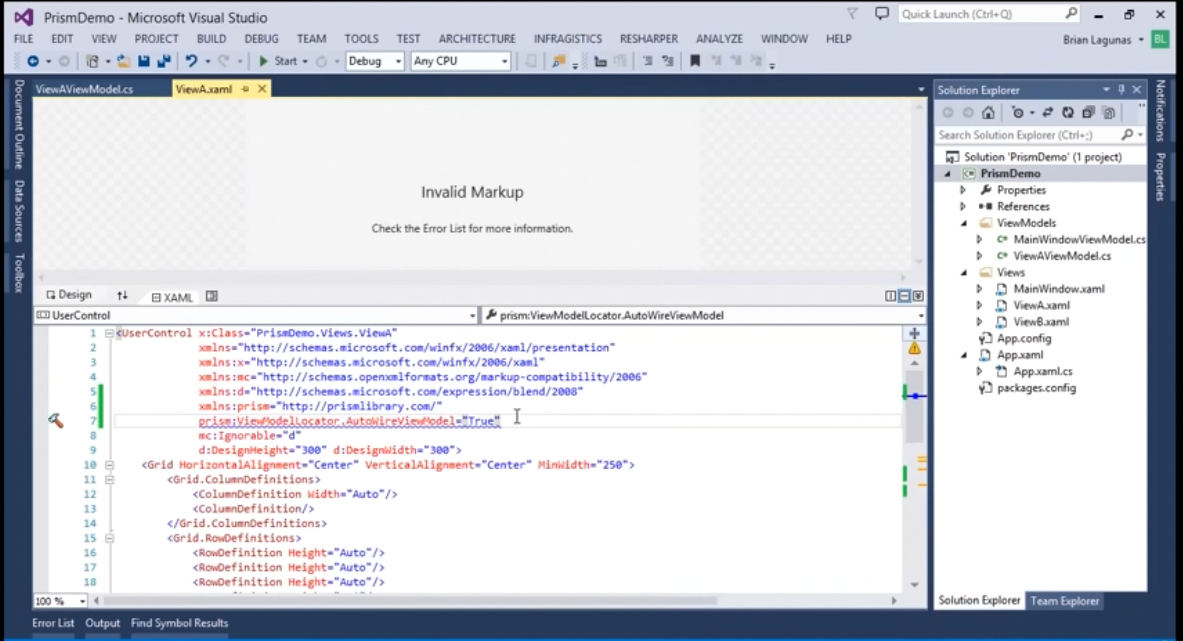 PrismDemo - Microsoft Visual Studio
Quick Launch (Ctrl+Q)
FILE EDIT VIEW PROJECT BUILD DEBUG TEAM TOOLS TEST ARCHITECTURE INFRAGISTICS RESHARPER ANALYZE WINDOW HELP
Brian Lagunas BL
Start Debug Any CPU
Document Outline
Data Sources
Toolbox
ViewAViewModel.cs ViewA.xaml
Invalid Markup
Check the Error List for more information.
Design XAML
UserControl prism:ViewModelLocator.AutoWireViewModel
1 <UserControl x:Class="PrismDemo.Views.ViewA"
2 xmlns="http://schemas.microsoft.com/winfx/2006/xaml/presentation"
3 xmlns:x="http://schemas.microsoft.com/winfx/2006/xaml"
4 xmlns:mc="http://schemas.openxmlformats.org/markup-compatibility/2006"
5 xmlns:d="http://schemas.microsoft.com/expression/blend/2008"
6 xmlns:prism="http://prismlibrary.com/"
7 prism:ViewModelLocator.AutoWireViewModel="True"
8 mc:Ignorable="d"
9 d:DesignHeight="300" d:DesignWidth="300">
10 <Grid HorizontalAlignment="Center" VerticalAlignment="Center" MinWidth="250">
11 <Grid.ColumnDefinitions>
12 <ColumnDefinition Width="Auto"/>
13 <ColumnDefinition/>
14 </Grid.ColumnDefinitions>
15 <Grid.RowDefinitions>
16 <RowDefinition Height="Auto"/>
17 <RowDefinition Height="Auto"/>
18 <RowDefinition Height="Auto"/>
100 %
Error List Output Find Symbol Results
Solution Explorer
Search Solution Explorer (Ctrl+;)
Solution 'PrismDemo' (1 project)
PrismDemo
Properties
References
ViewModels
MainWindowViewModel.cs
ViewAViewModel.cs
Views
MainWindow.xaml
ViewA.xaml
ViewB.xaml
App.config
App.xaml
App.xaml.cs
packages.config
Solution Explorer Team Explorer
Notifications
Properties